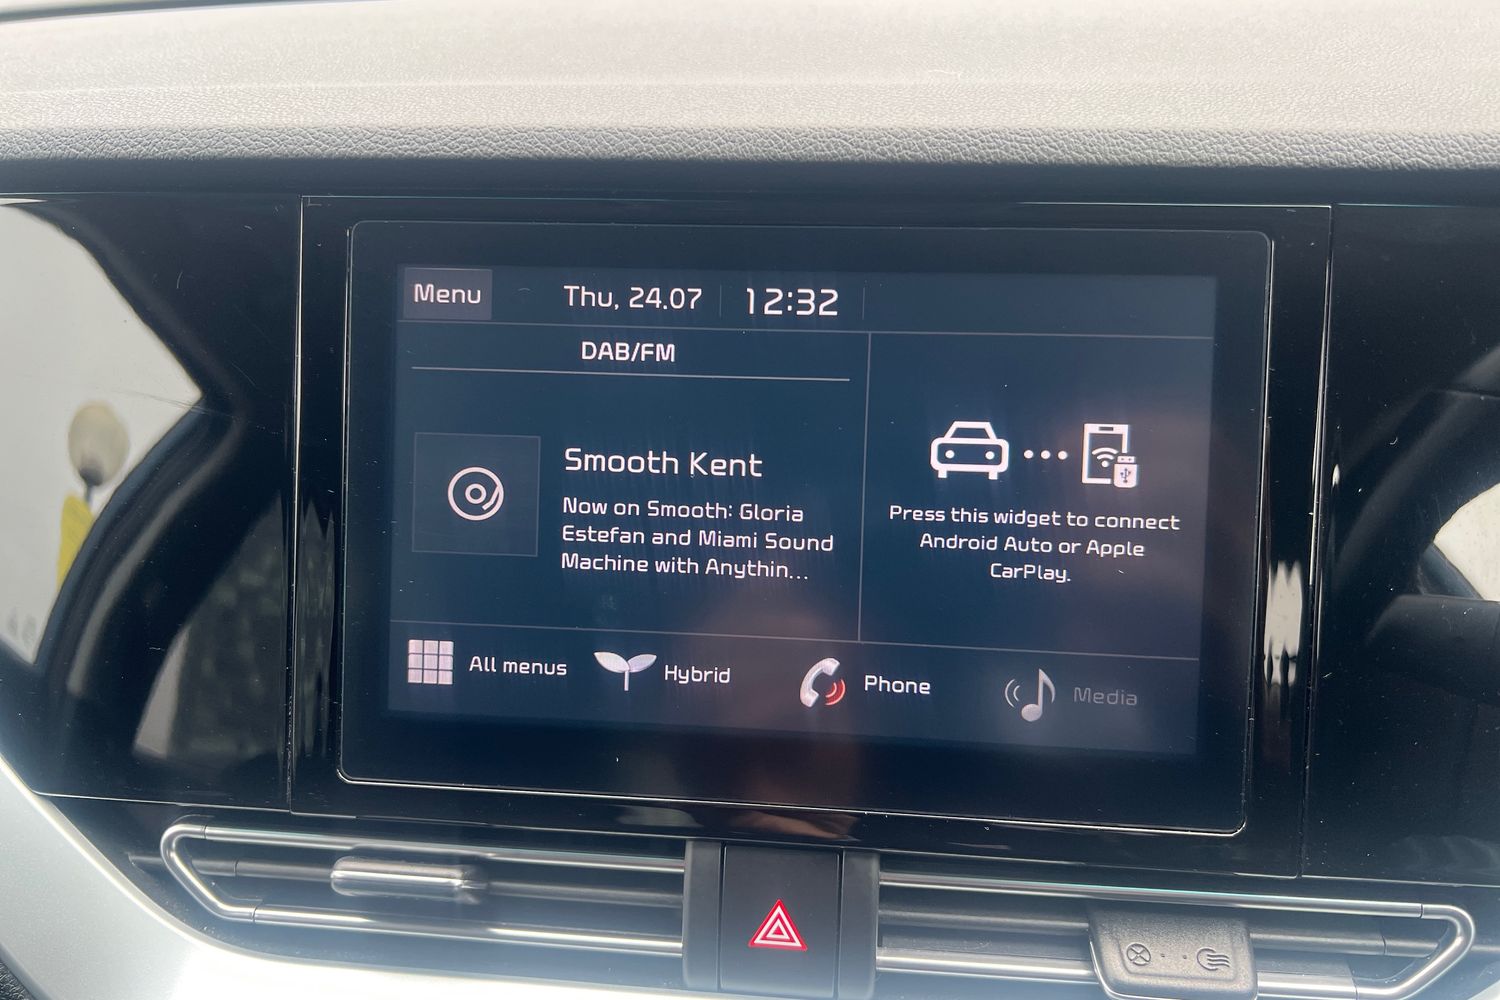 Menu
Thu, 24.07
12:32
DAB/FM
Smooth Kent
Now on Smooth: Gloria
Estefan and Miami Sound
Machine with Anythin...
Press this widget to connect
Android Auto or Apple
CarPlay.
All menus
Hybrid
Phone
Media